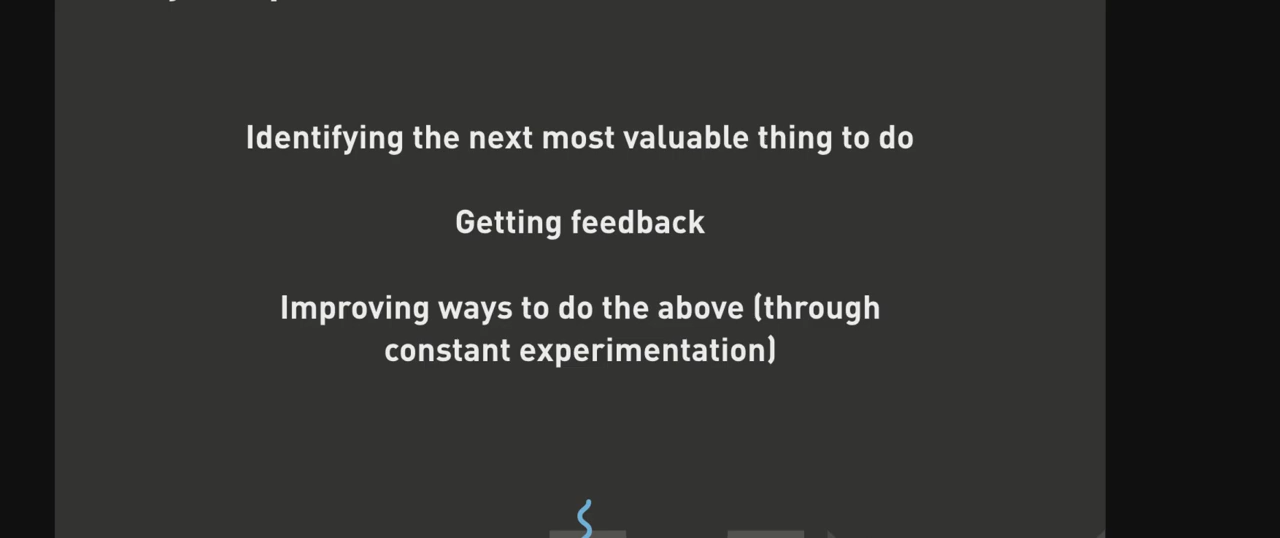 Identifying the next most valuable thing to do
Getting feedback
Improving ways to do the above (through
constant experimentation)